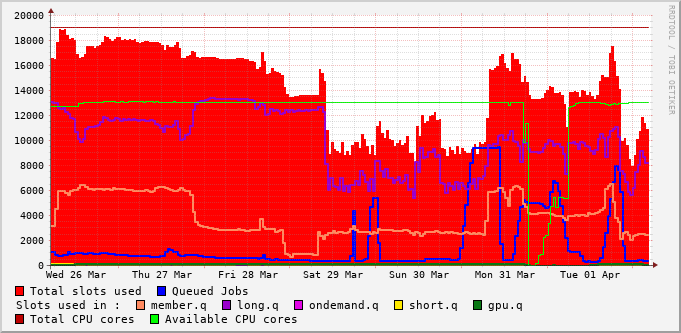 20000
18000
16000
14000
12000
10000
8000
6000
4000
2000
0
Wed 26 Mar Thu 27 Mar Fri 28 Mar Sat 29 Mar Sun 30 Mar Mon 31 Mar Tue 01 Apr
Total slots used Queued Jobs
Slots used in : member.q long.q ondemand.q short.q gpu.q
Total CPU cores Available CPU cores
RRDTOOL / TOBI OETIKER